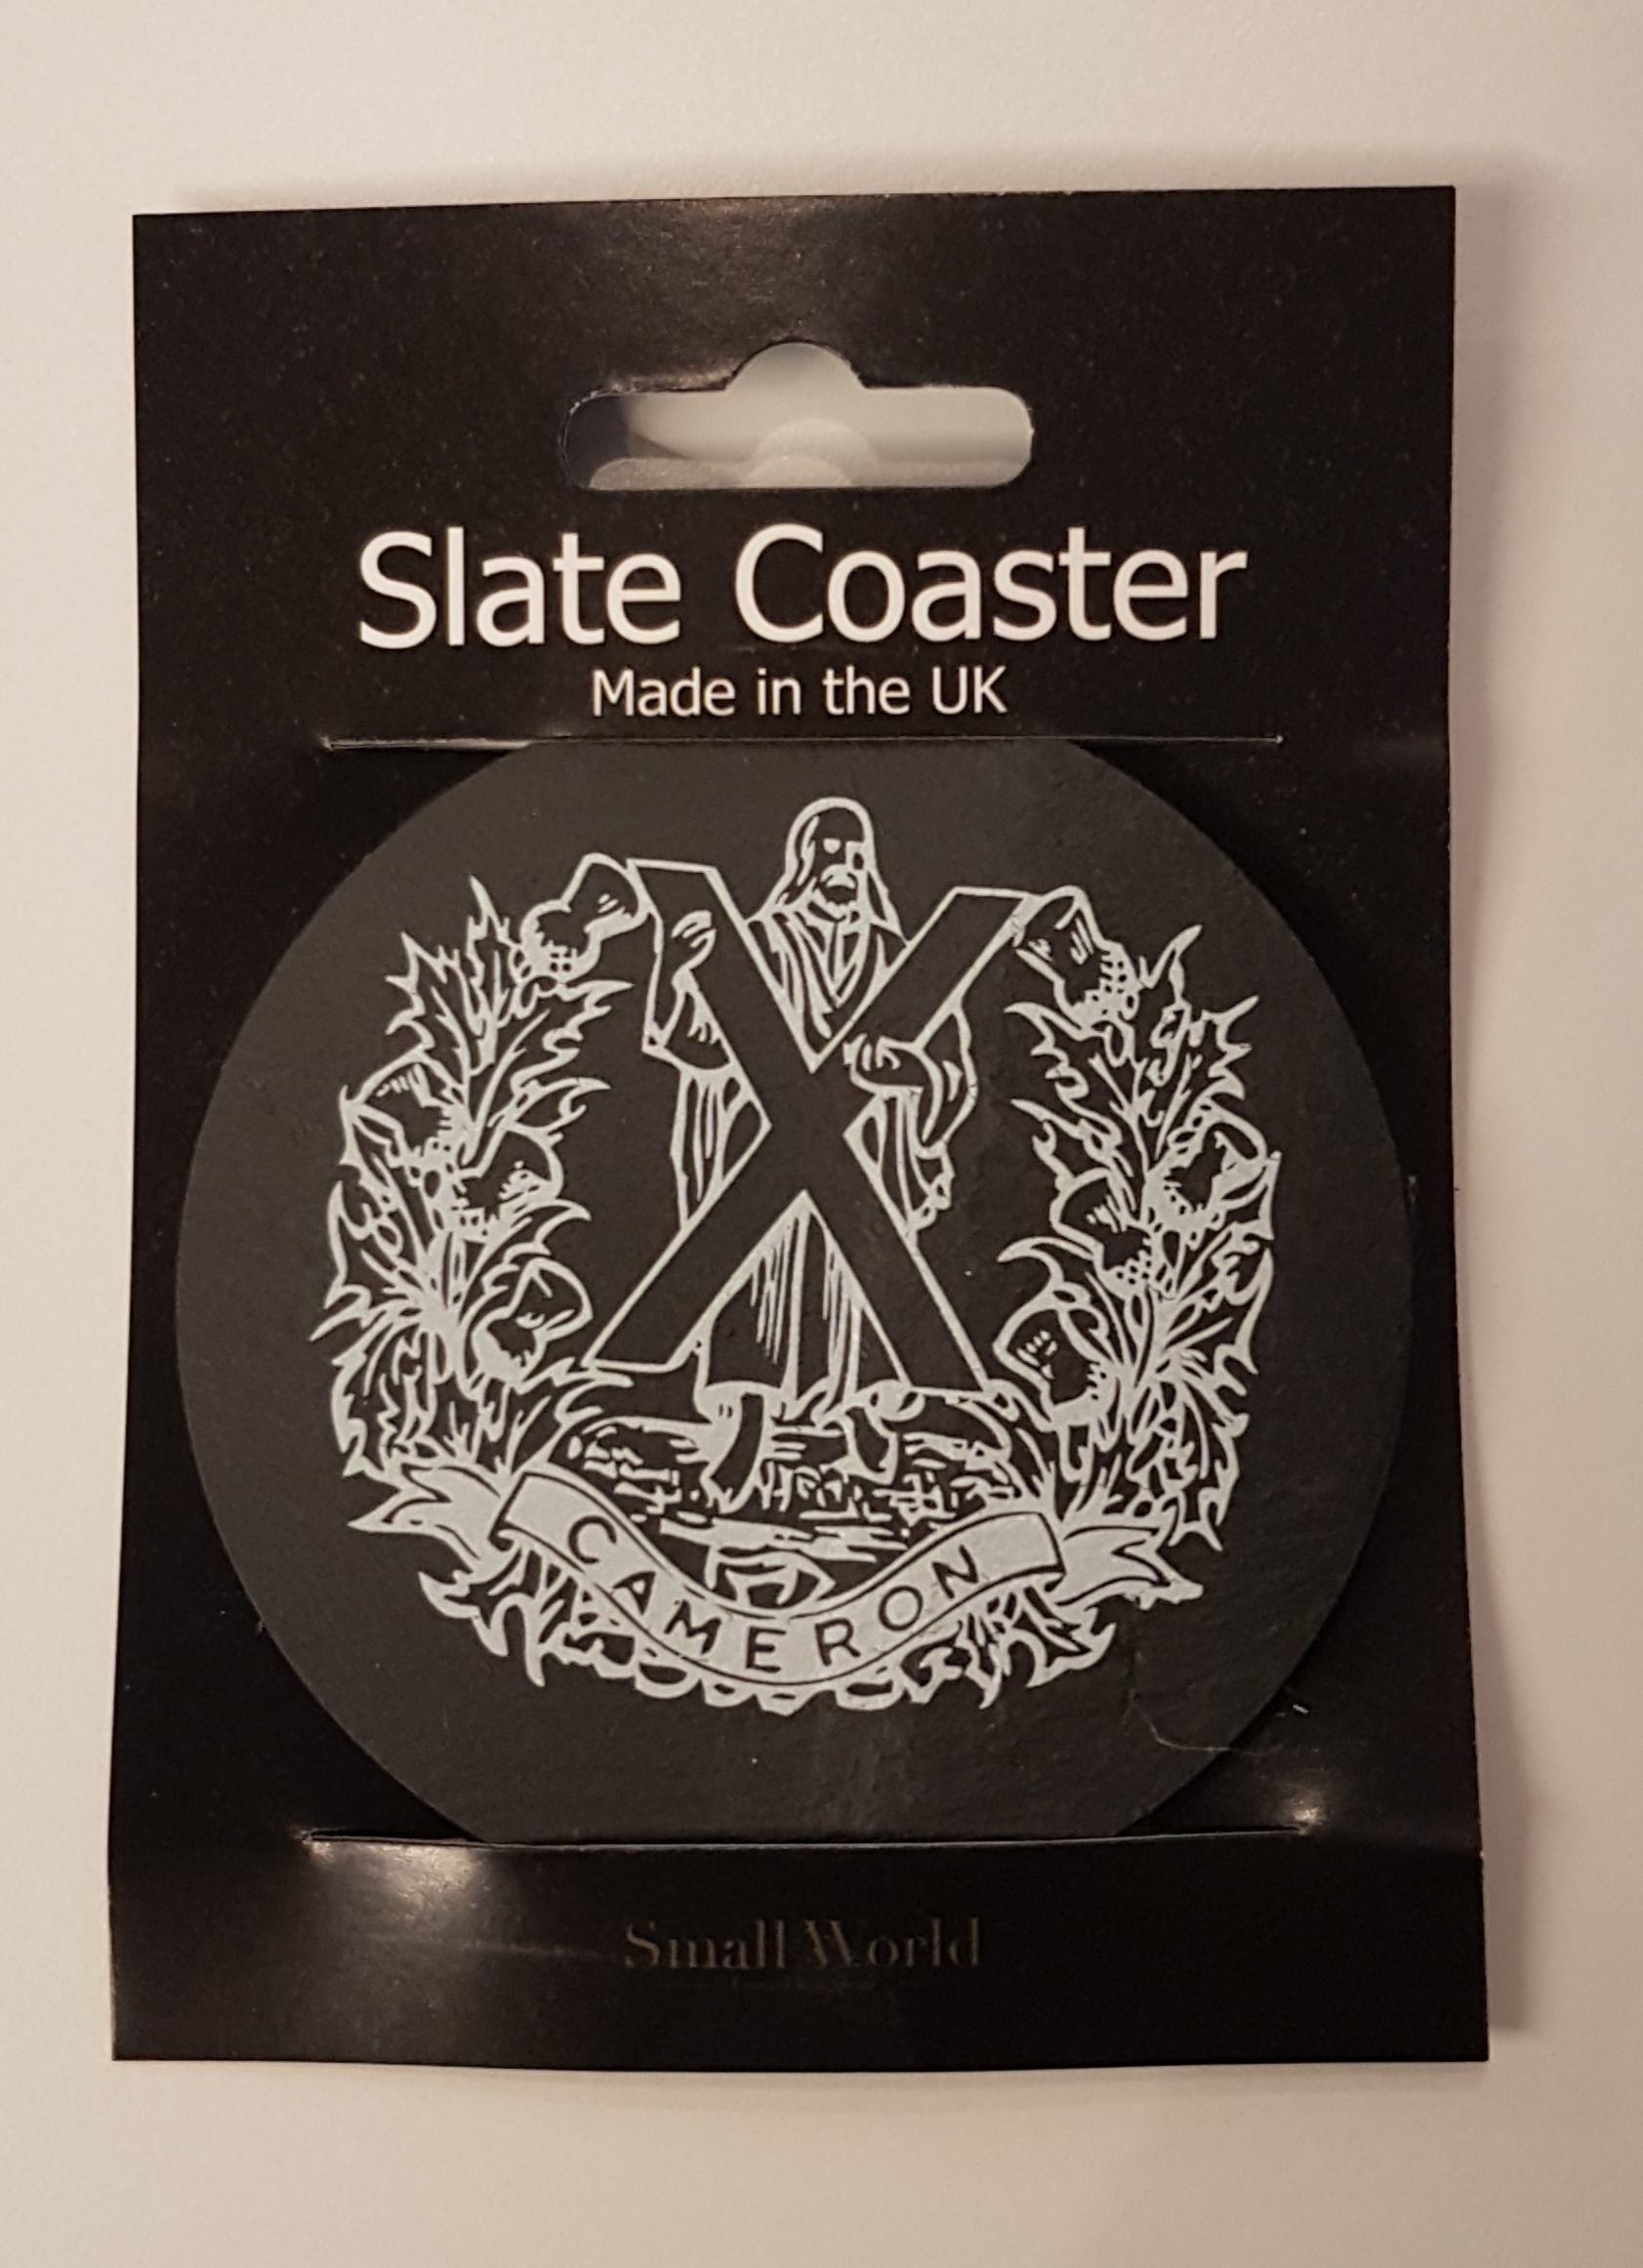 Slate Coaster
Made in the UK
CAMERON
Small World